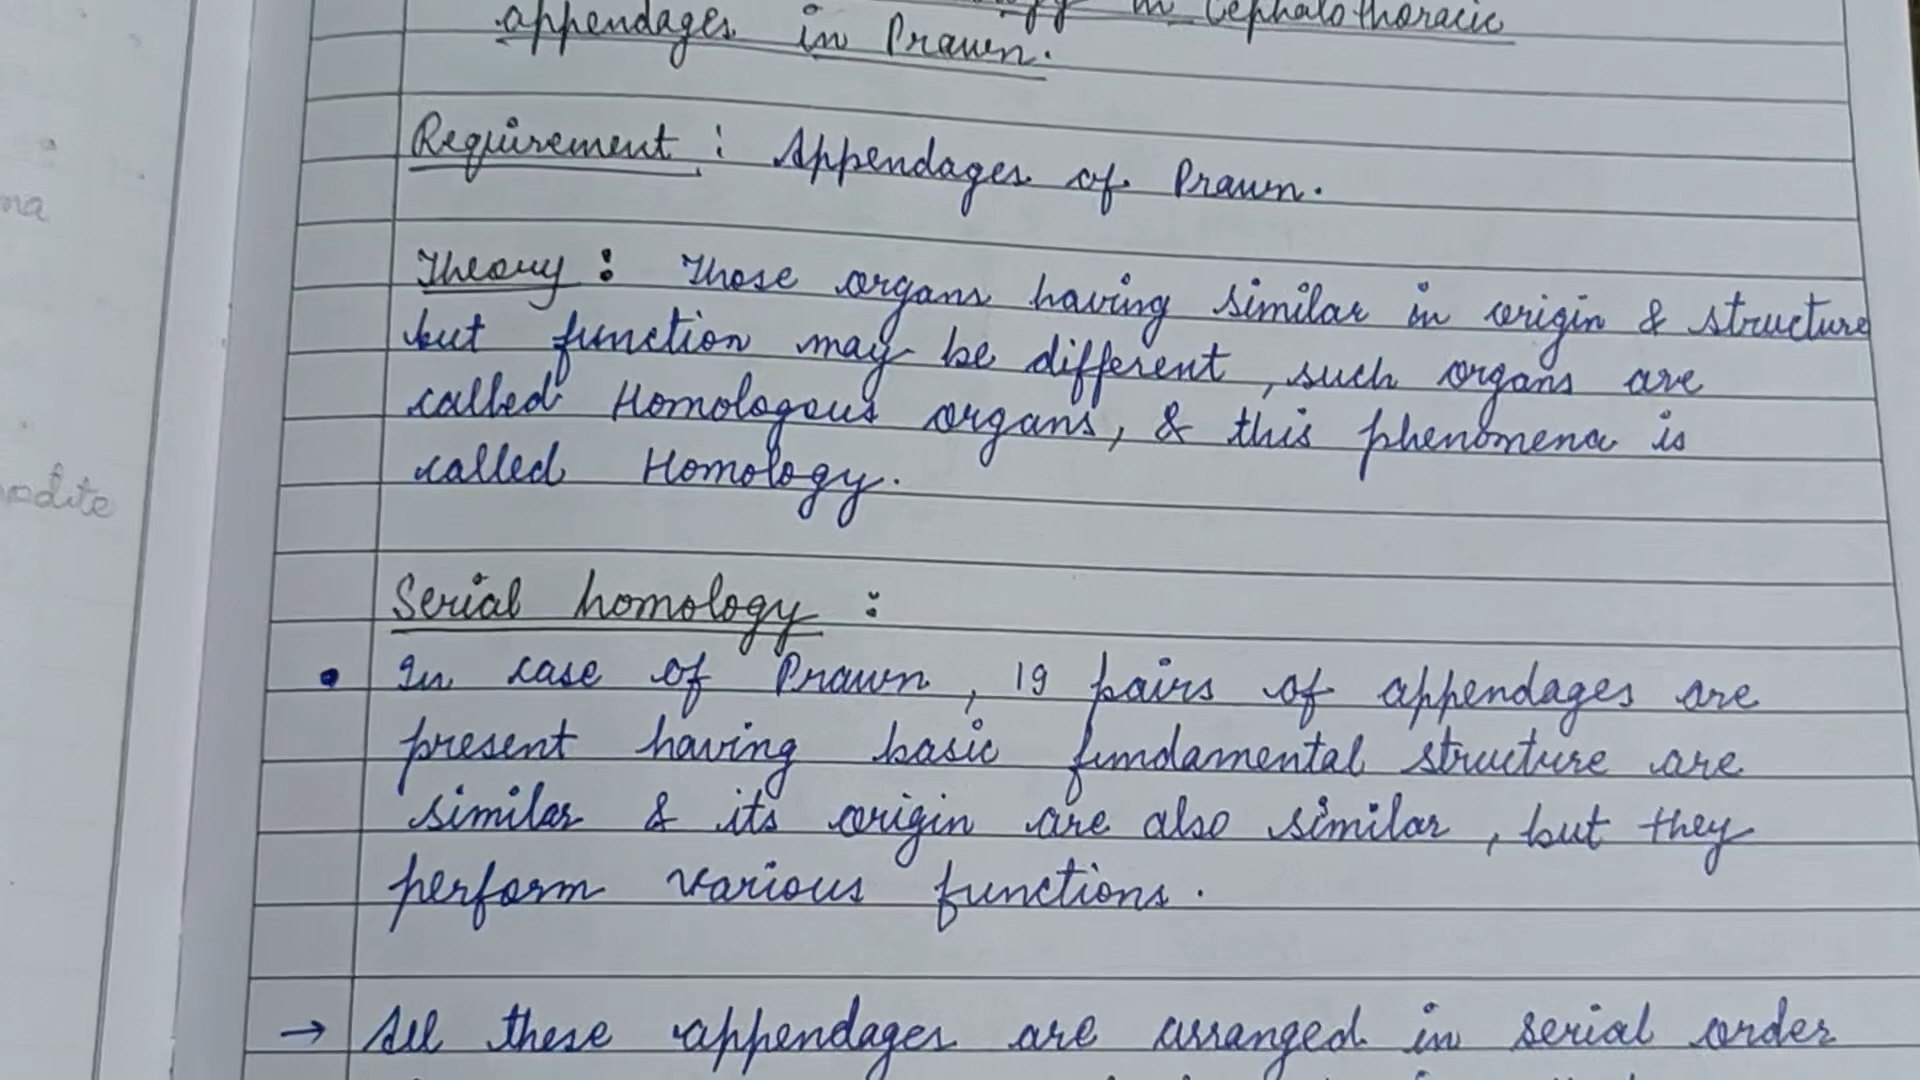 in Cephalothoracic
appendages in Prawn.
Requirement : Appendages of Prawn.
Theory : Those organs having similar in origin & structure
but function may be different, such organs are
called Homologous organs, & this phenomena is
called Homology.
Serial homology :
• In case of Prawn, 19 pairs of appendages are
present having basic fundamental structure are
similar & its origin are also similar, but they
perform various functions.
→ All these appendages are arranged in serial order